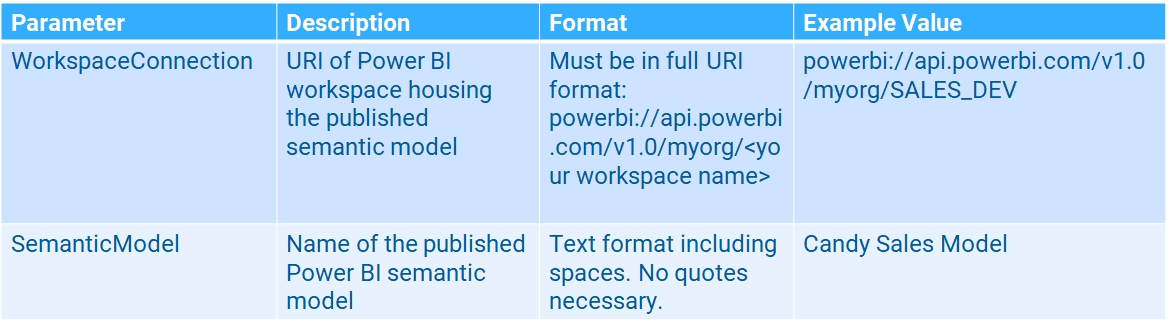 Parameter
Description
Format
Example Value
WorkspaceConnection
URI of Power BI
workspace housing
the published
semantic model
Must be in full URI
format:
powerbi://api.powerbi
.com/v1.0/myorg/<yo
ur workspace name>
powerbi://api.powerbi.com/v1.0
/myorg/SALES_DEV
SemanticModel
Name of the published
Power BI semantic
model
Text format including
spaces. No quotes
necessary.
Candy Sales Model